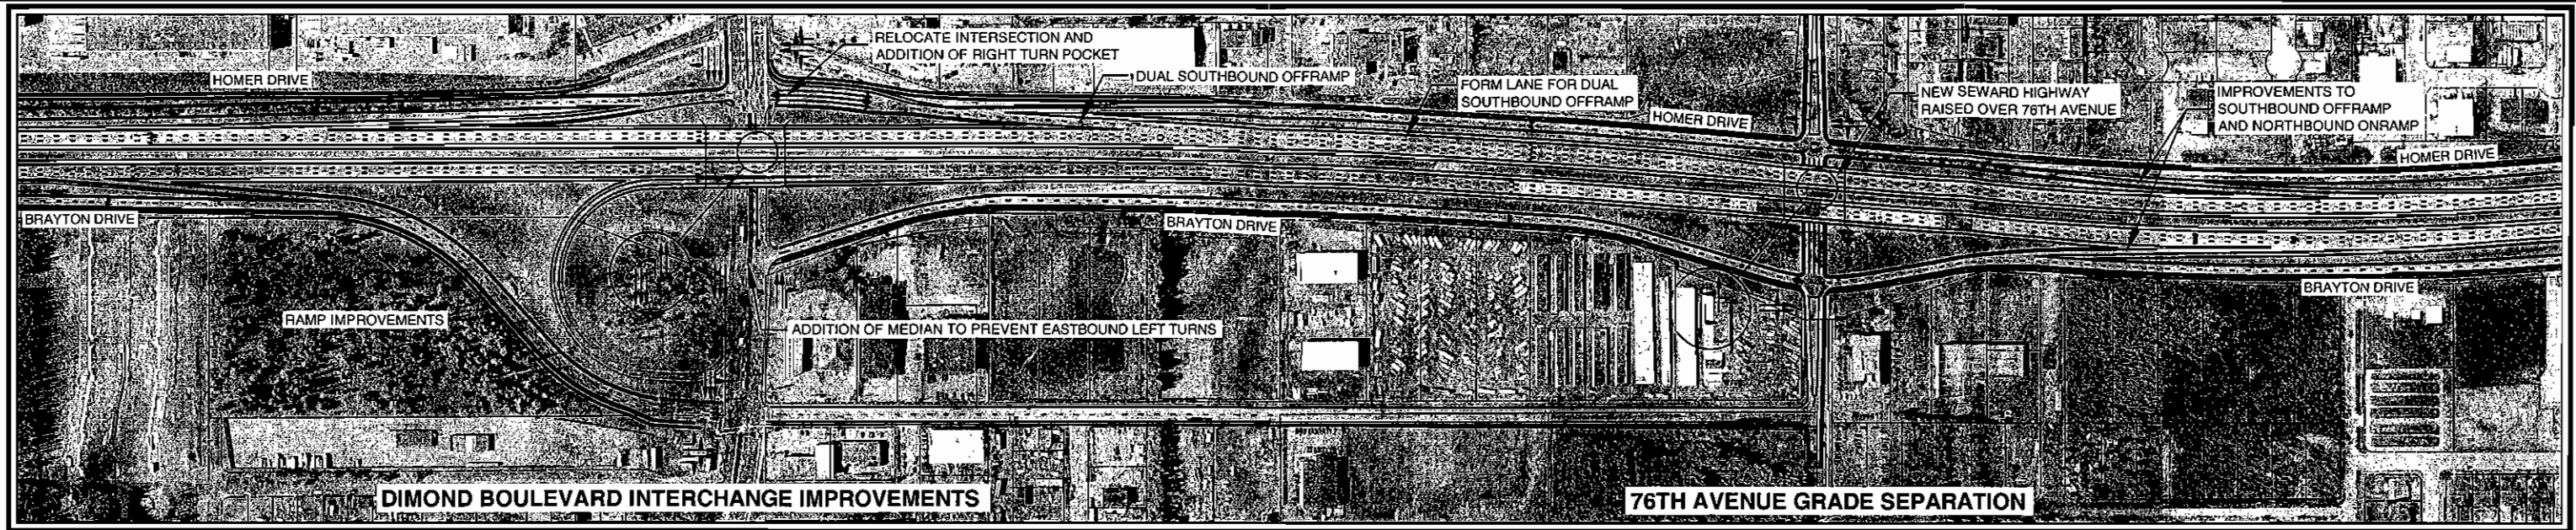 RELOCATE INTERSECTION AND
ADDITION OF RIGHT TURN POCKET
HOMER DRIVE
DUAL SOUTHBOUND OFFRAMP
FORM LANE FOR DUAL
SOUTHBOUND OFFRAMP
HOMER DRIVE
NEW SEWARD HIGHWAY
RAISED OVER 76TH AVENUE
IMPROVEMENTS TO
SOUTHBOUND OFFRAMP
AND NORTHBOUND ONRAMP
HOMER DRIVE
BRAYTON DRIVE
BRAYTON DRIVE
BRAYTON DRIVE
RAMP IMPROVEMENTS
ADDITION OF MEDIAN TO PREVENT EASTBOUND LEFT TURNS
DIMOND BOULEVARD INTERCHANGE IMPROVEMENTS
76TH AVENUE GRADE SEPARATION